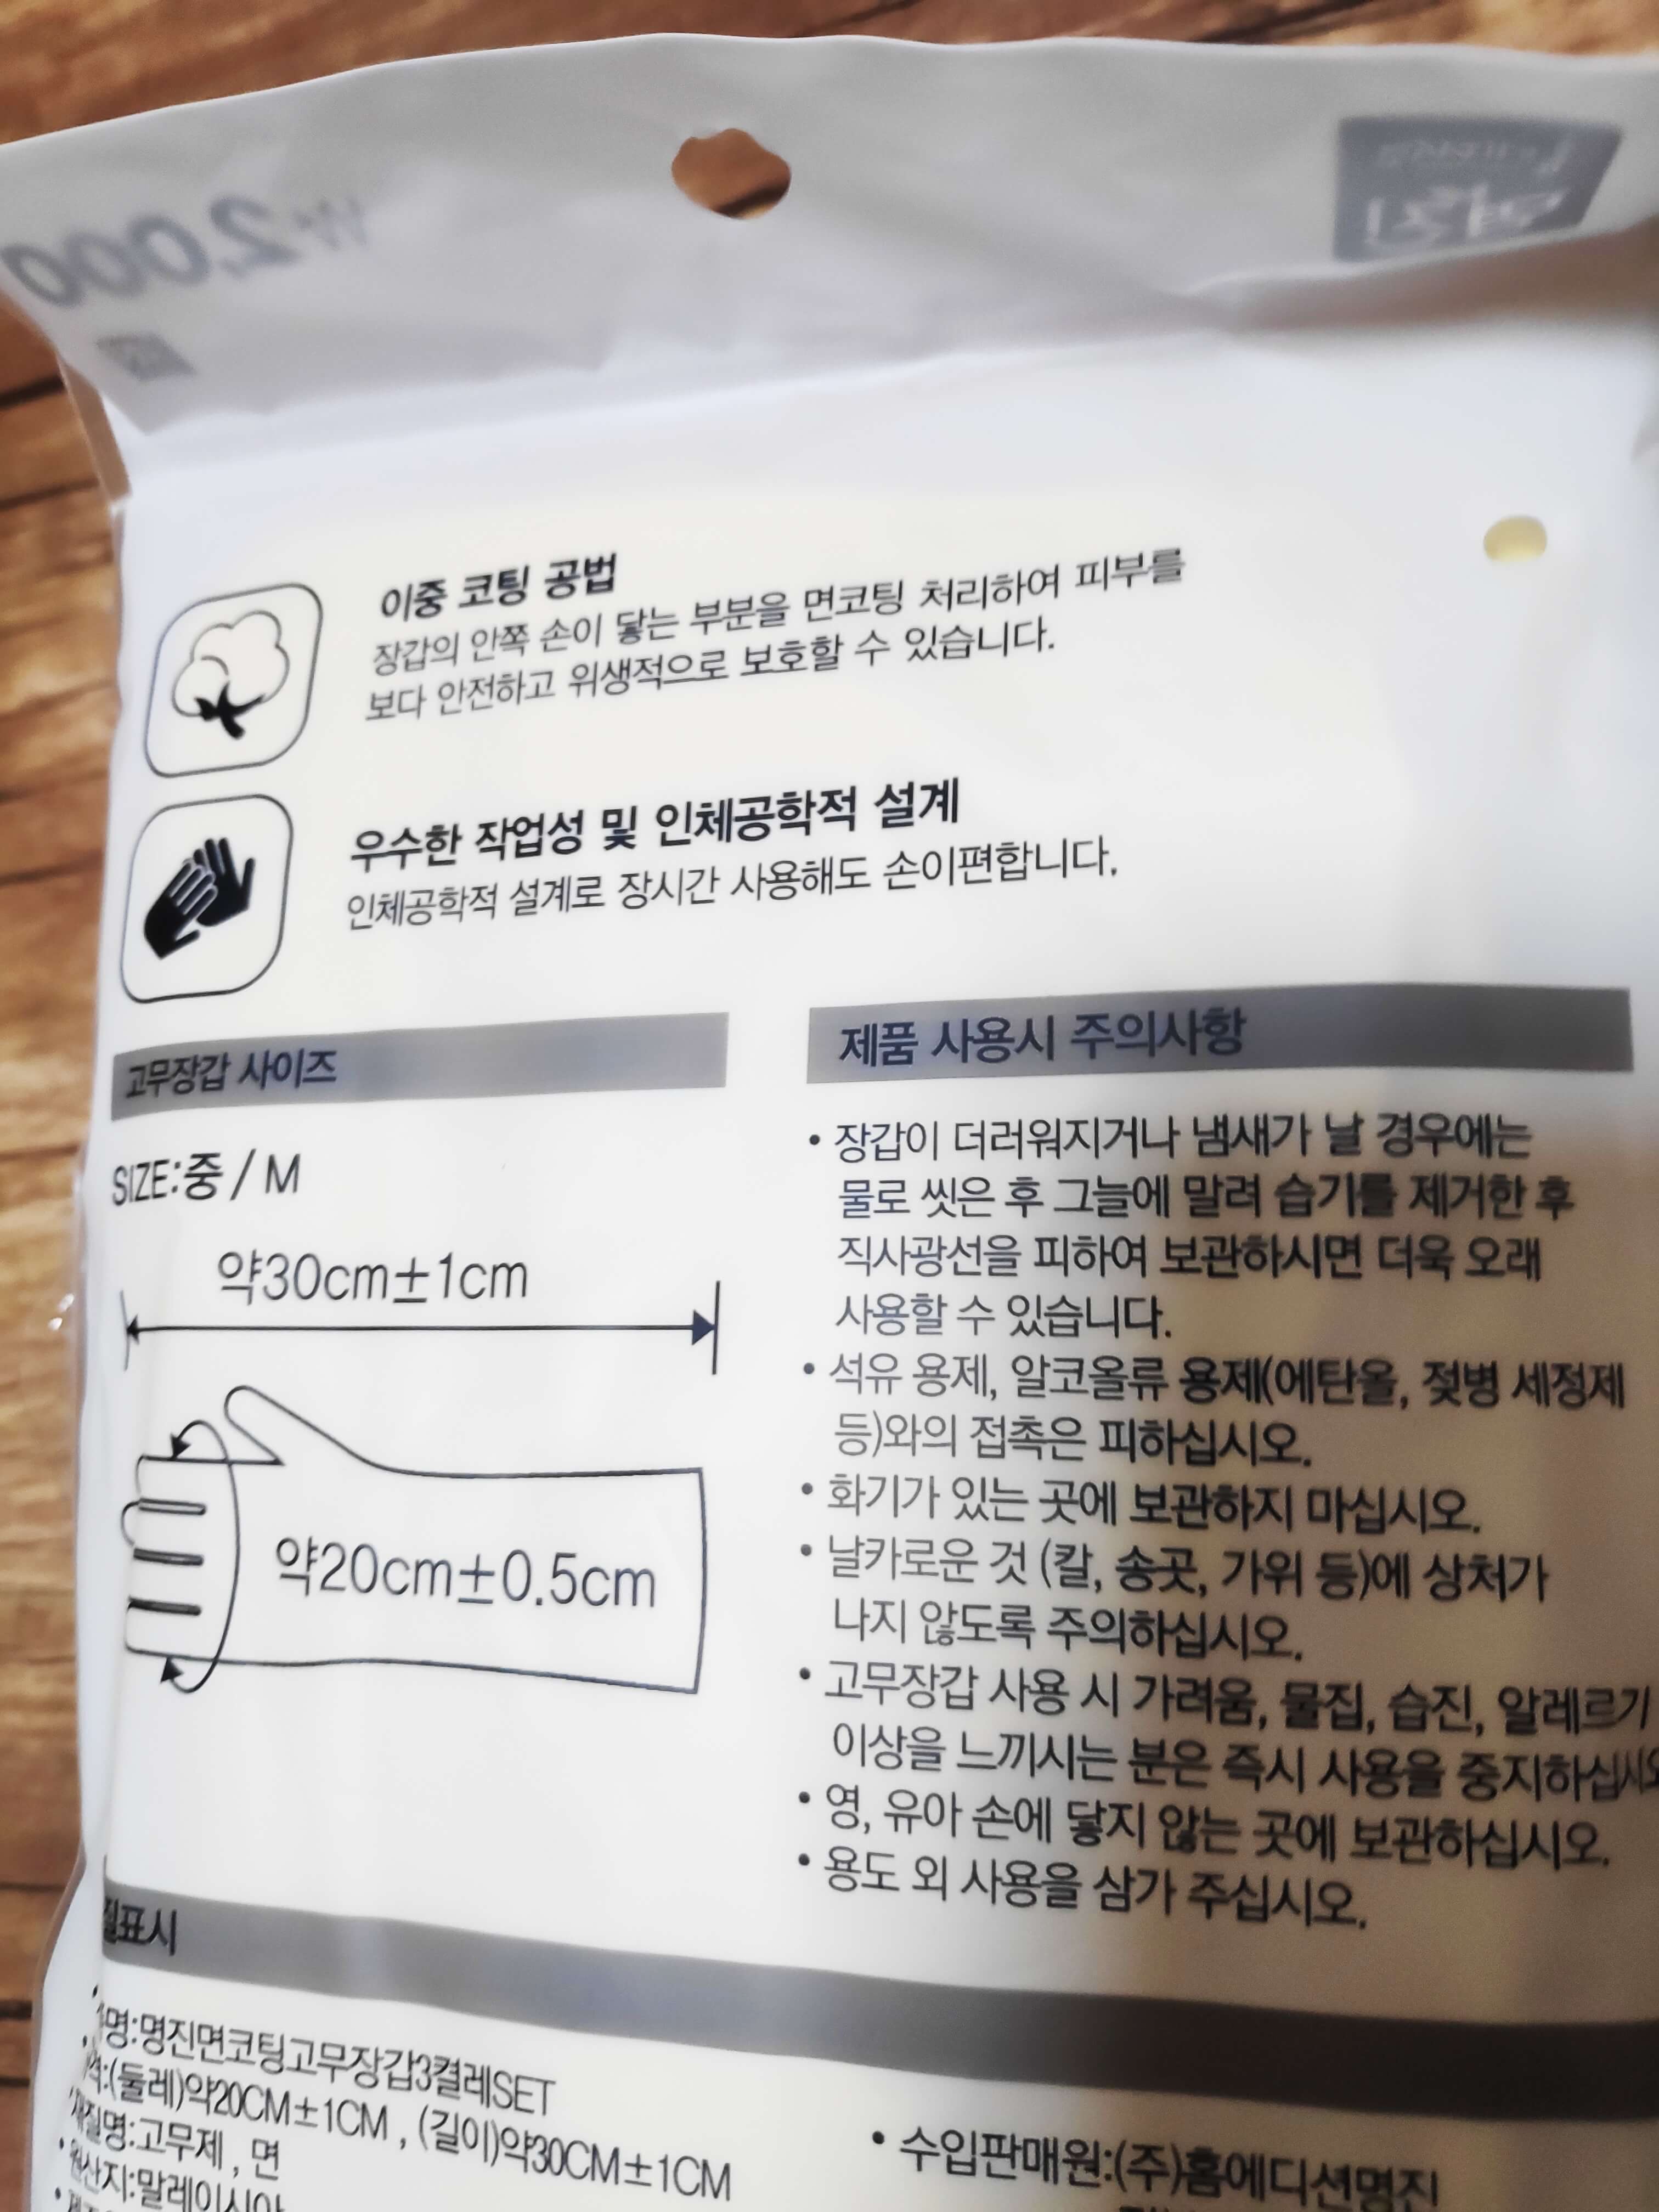 ₩2,000
이중 코팅 공법
장갑의 안쪽 손이 닿는 부분을 면코팅 처리하여 피부를
보다 안전하고 위생적으로 보호할 수 있습니다.
우수한 작업성 및 인체공학적 설계
인체공학적 설계로 장시간 사용해도 손이편합니다.
고무장갑 사이즈
SIZE:중 / M
약30cm±1cm
약20cm±0.5cm
제품 사용시 주의사항
• 장갑이 더러워지거나 냄새가 날 경우에는
물로 씻은 후 그늘에 말려 습기를 제거한 후
직사광선을 피하여 보관하시면 더욱 오래
사용할 수 있습니다.
• 석유 용제, 알코올류 용제(에탄올, 젖병 세정제
등)와의 접촉은 피하십시오.
• 화기가 있는 곳에 보관하지 마십시오.
• 날카로운 것 (칼, 송곳, 가위 등)에 상처가
나지 않도록 주의하십시오.
• 고무장갑 사용 시 가려움, 물집, 습진, 알레르기
이상을 느끼시는 분은 즉시 사용을 중지하십시오
• 영, 유아 손에 닿지 않는 곳에 보관하십시오.
• 용도 외 사용을 삼가 주십시오.
질표시
명:명진면코팅고무장갑3켤레SET
격:(둘레)약20CM±1CM , (길이)약30CM±1CM
재질명:고무제 , 면
• 원산지:말레이시아
• 수입판매원:(주)홈에디션명진